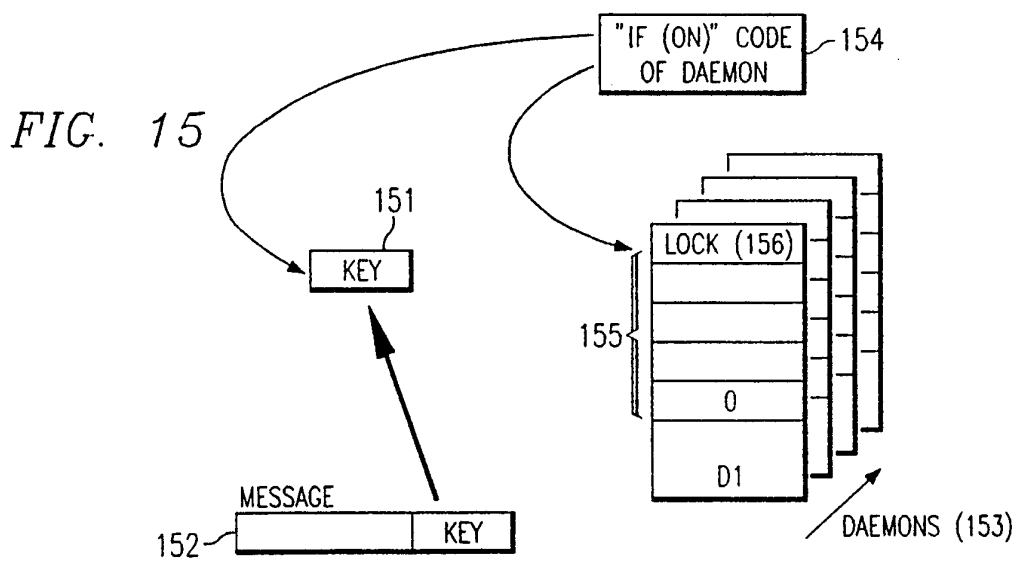 "IF (ON)" CODE
OF DAEMON
154
FIG. 15
151
KEY
LOCK (156)
155
0
D1
MESSAGE
152
KEY
DAEMONS (153)